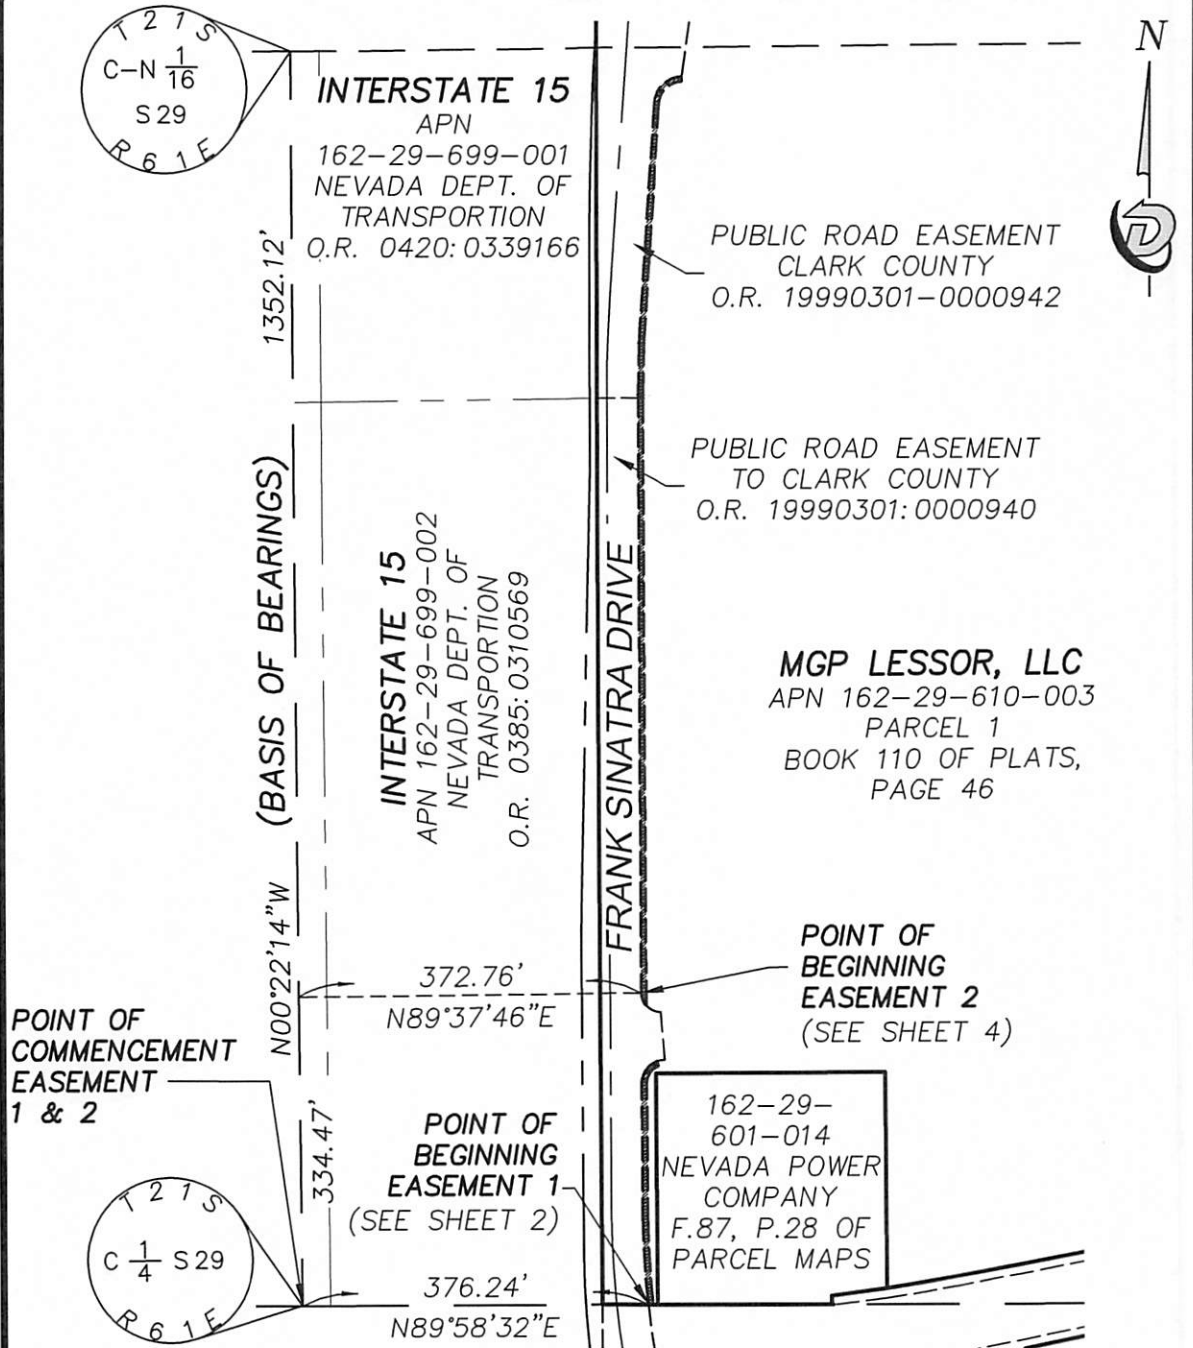 T 21S
C-N 1/16
S29
R61E
N
INTERSTATE 15
APN
162-29-699-001
NEVADA DEPT. OF
TRANSPORTION
O.R. 0420:0339166
1352.12'
PUBLIC ROAD EASEMENT
CLARK COUNTY
O.R. 19990301-0000942
PUBLIC ROAD EASEMENT
TO CLARK COUNTY
O.R. 19990301:0000940
(BASIS OF BEARINGS)
N00°22'14"W
INTERSTATE 15
APN 162-29-699-002
NEVADA DEPT. OF
TRANSPORTION
O.R. 0385:0310569
FRANK SINATRA DRIVE
MGP LESSOR, LLC
APN 162-29-610-003
PARCEL 1
BOOK 110 OF PLATS,
PAGE 46
POINT OF
BEGINNING
EASEMENT 2
(SEE SHEET 4)
372.76'
N89°37'46"E
POINT OF
COMMENCEMENT
EASEMENT
1 & 2
334.47'
POINT OF
BEGINNING
EASEMENT 1
(SEE SHEET 2)
162-29-
601-014
NEVADA POWER
COMPANY
F.87, P.28 OF
PARCEL MAPS
T 21S
C 1/4 S29
R61E
376.24'
N89°58'32"E